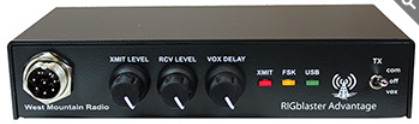 XMIT LEVEL RCV LEVEL VOX DELAY
TX
XMIT FSK USB
com
off
vox
West Mountain Radio
RIGblaster Advantage